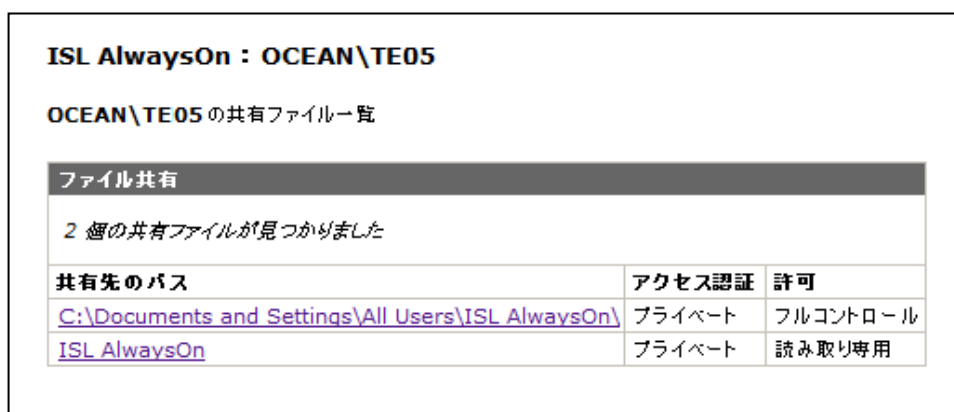 ISL AlwaysOn：OCEAN\TE05
OCEAN\TE05の共有ファイル一覧
ファイル共有
2 個の共有ファイルが見つかりました
共有先のパス アクセス認証 許可
C:\Documents and Settings\All Users\ISL AlwaysOn\ プライベート フルコントロール
ISL AlwaysOn プライベート 読み取り専用